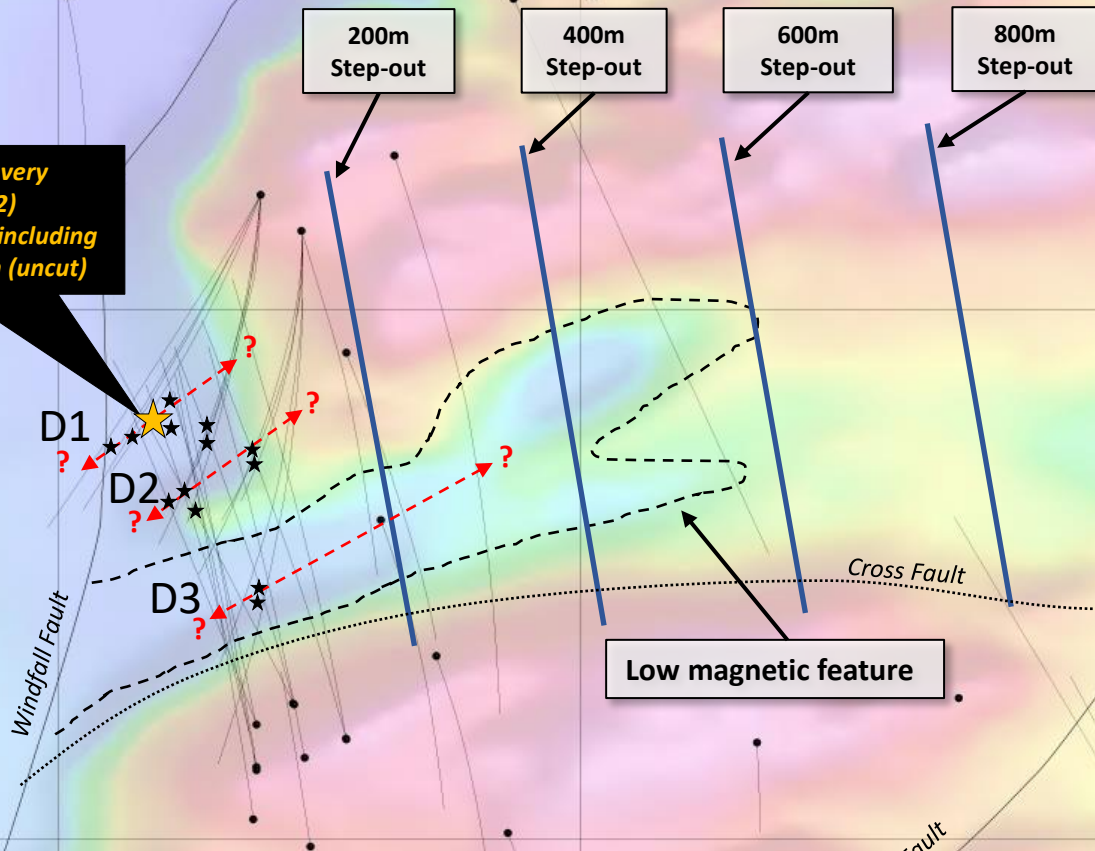 200m
Step-out
400m
Step-out
600m
Step-out
800m
Step-out
very
2)
including
(uncut)
?
?
D1
?
?
D2
?
D3
?
Cross Fault
Windfall Fault
Low magnetic feature
ault